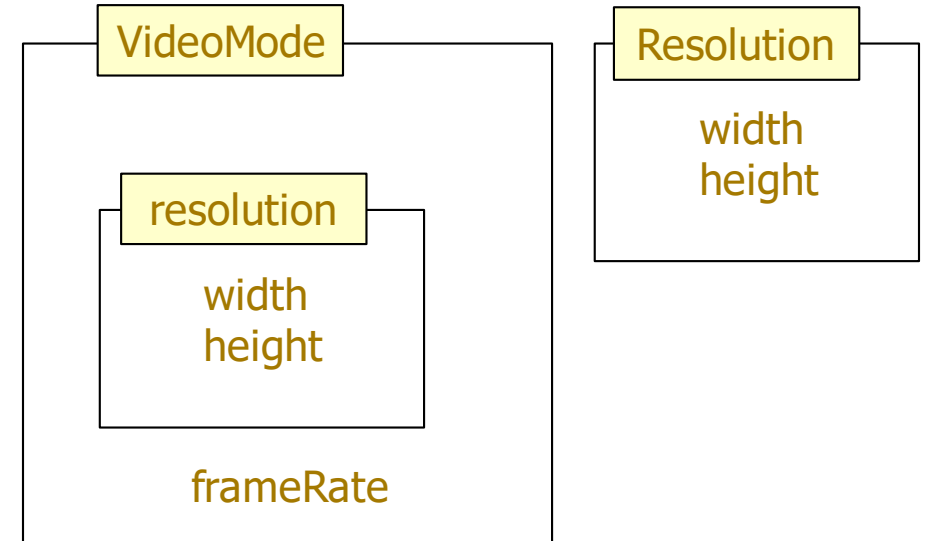 VideoMode
resolution
width
height
frameRate
Resolution
width
height